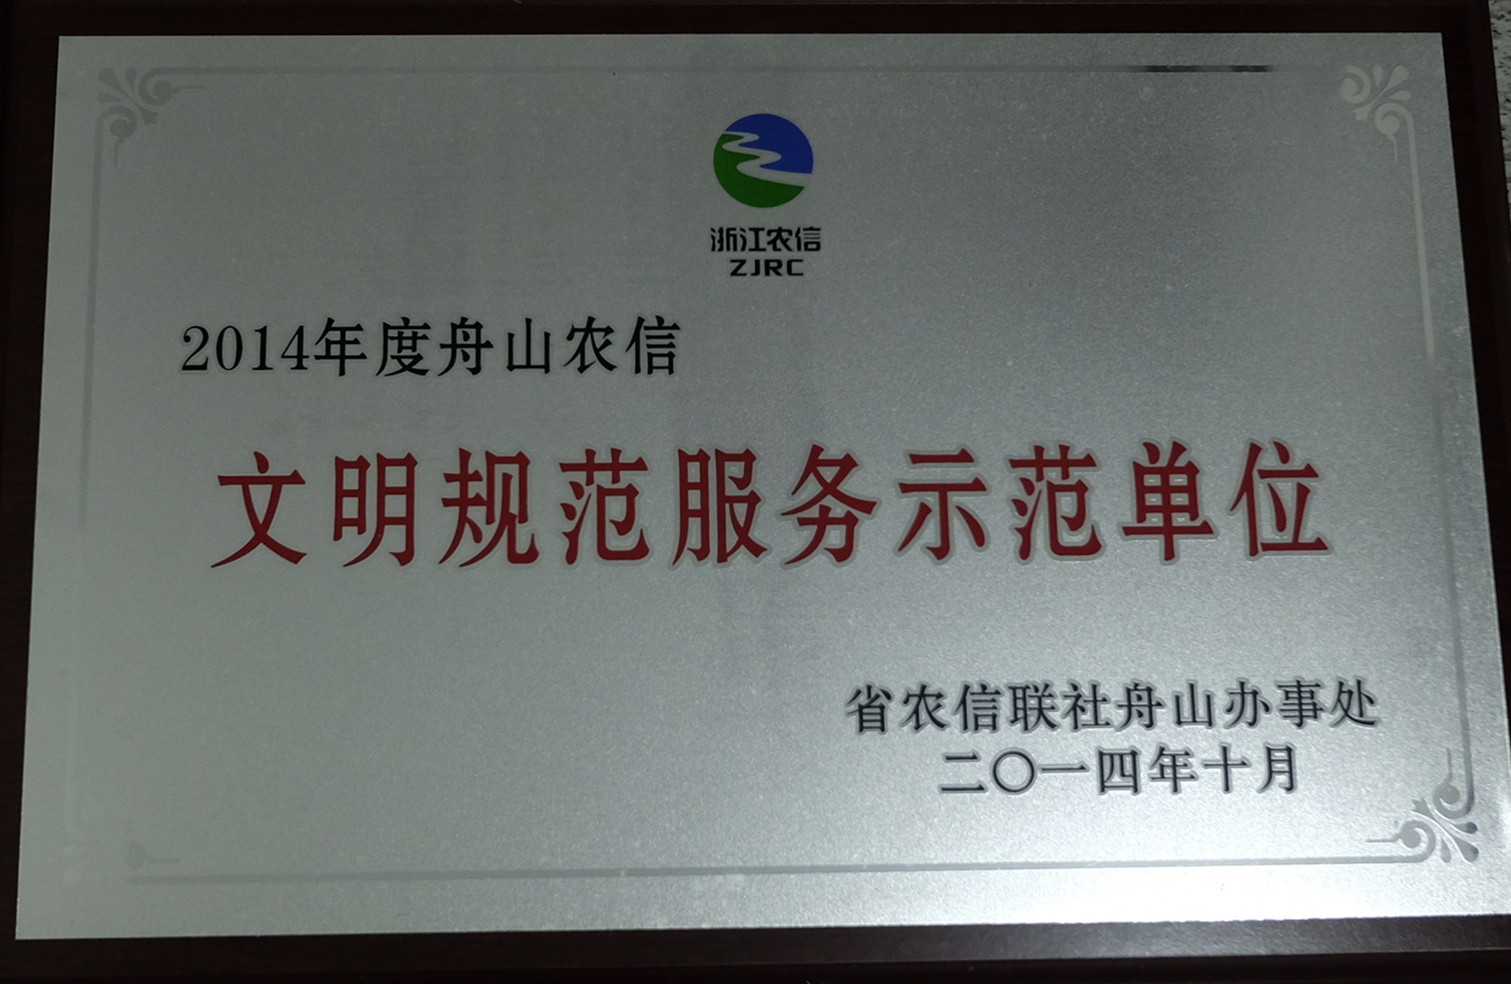 浙江农信
ZJRC
2014年度舟山农信
文明规范服务示范单位
省农信联社舟山办事处
二〇一四年十月